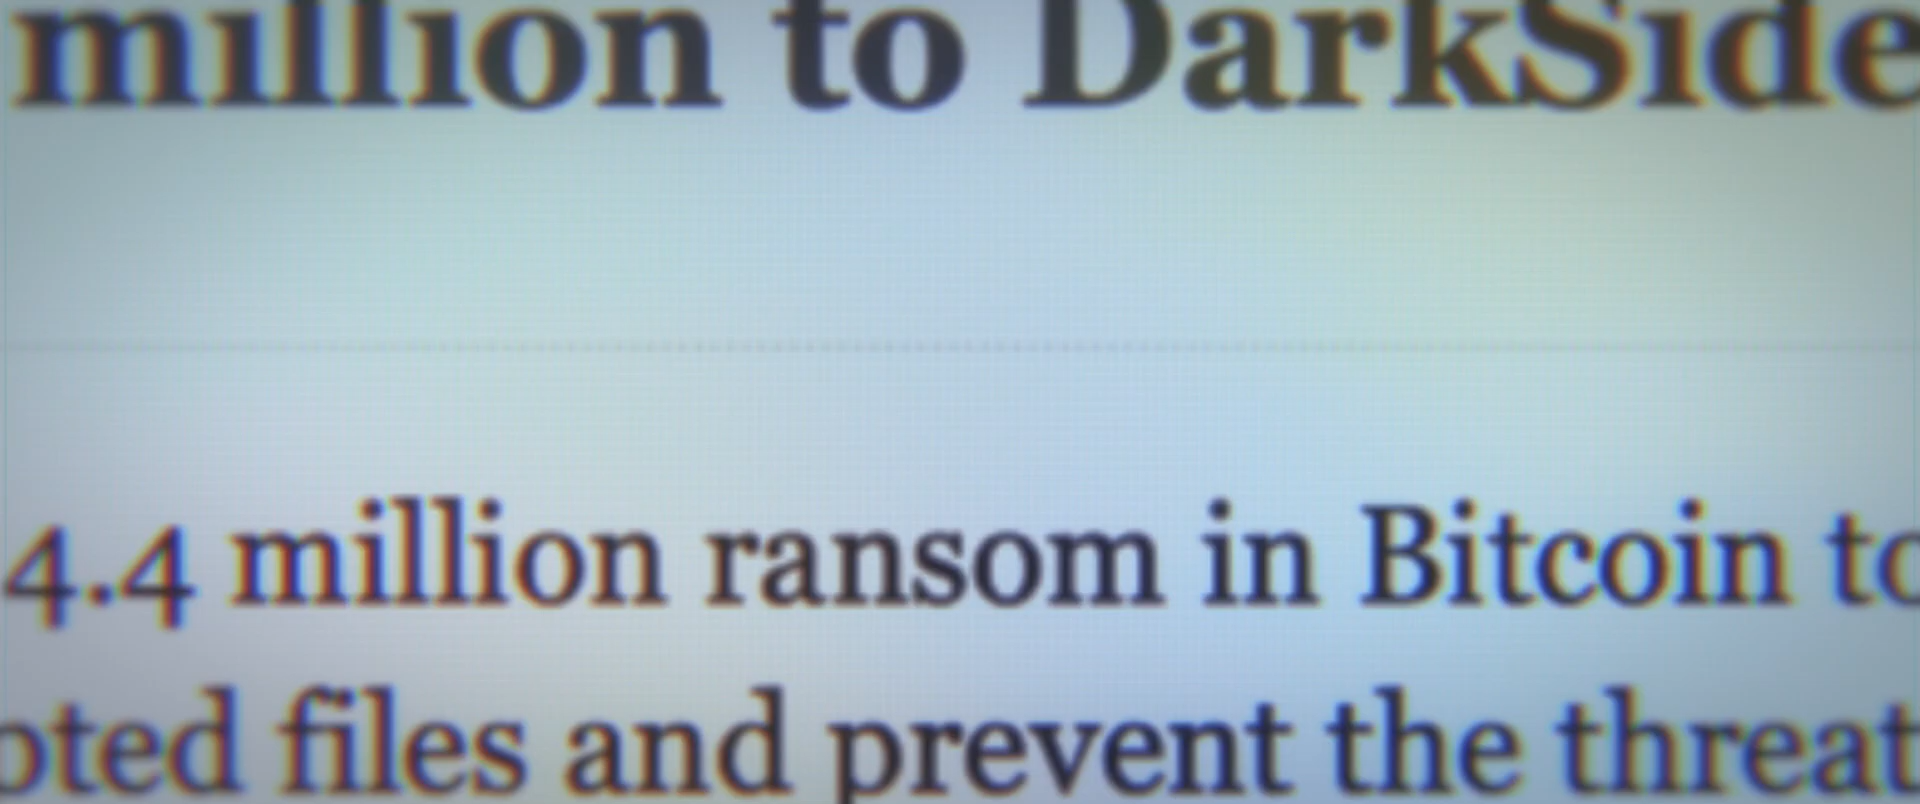 million to DarkSide
4.4 million ransom in Bitcoin to
pted files and prevent the threat